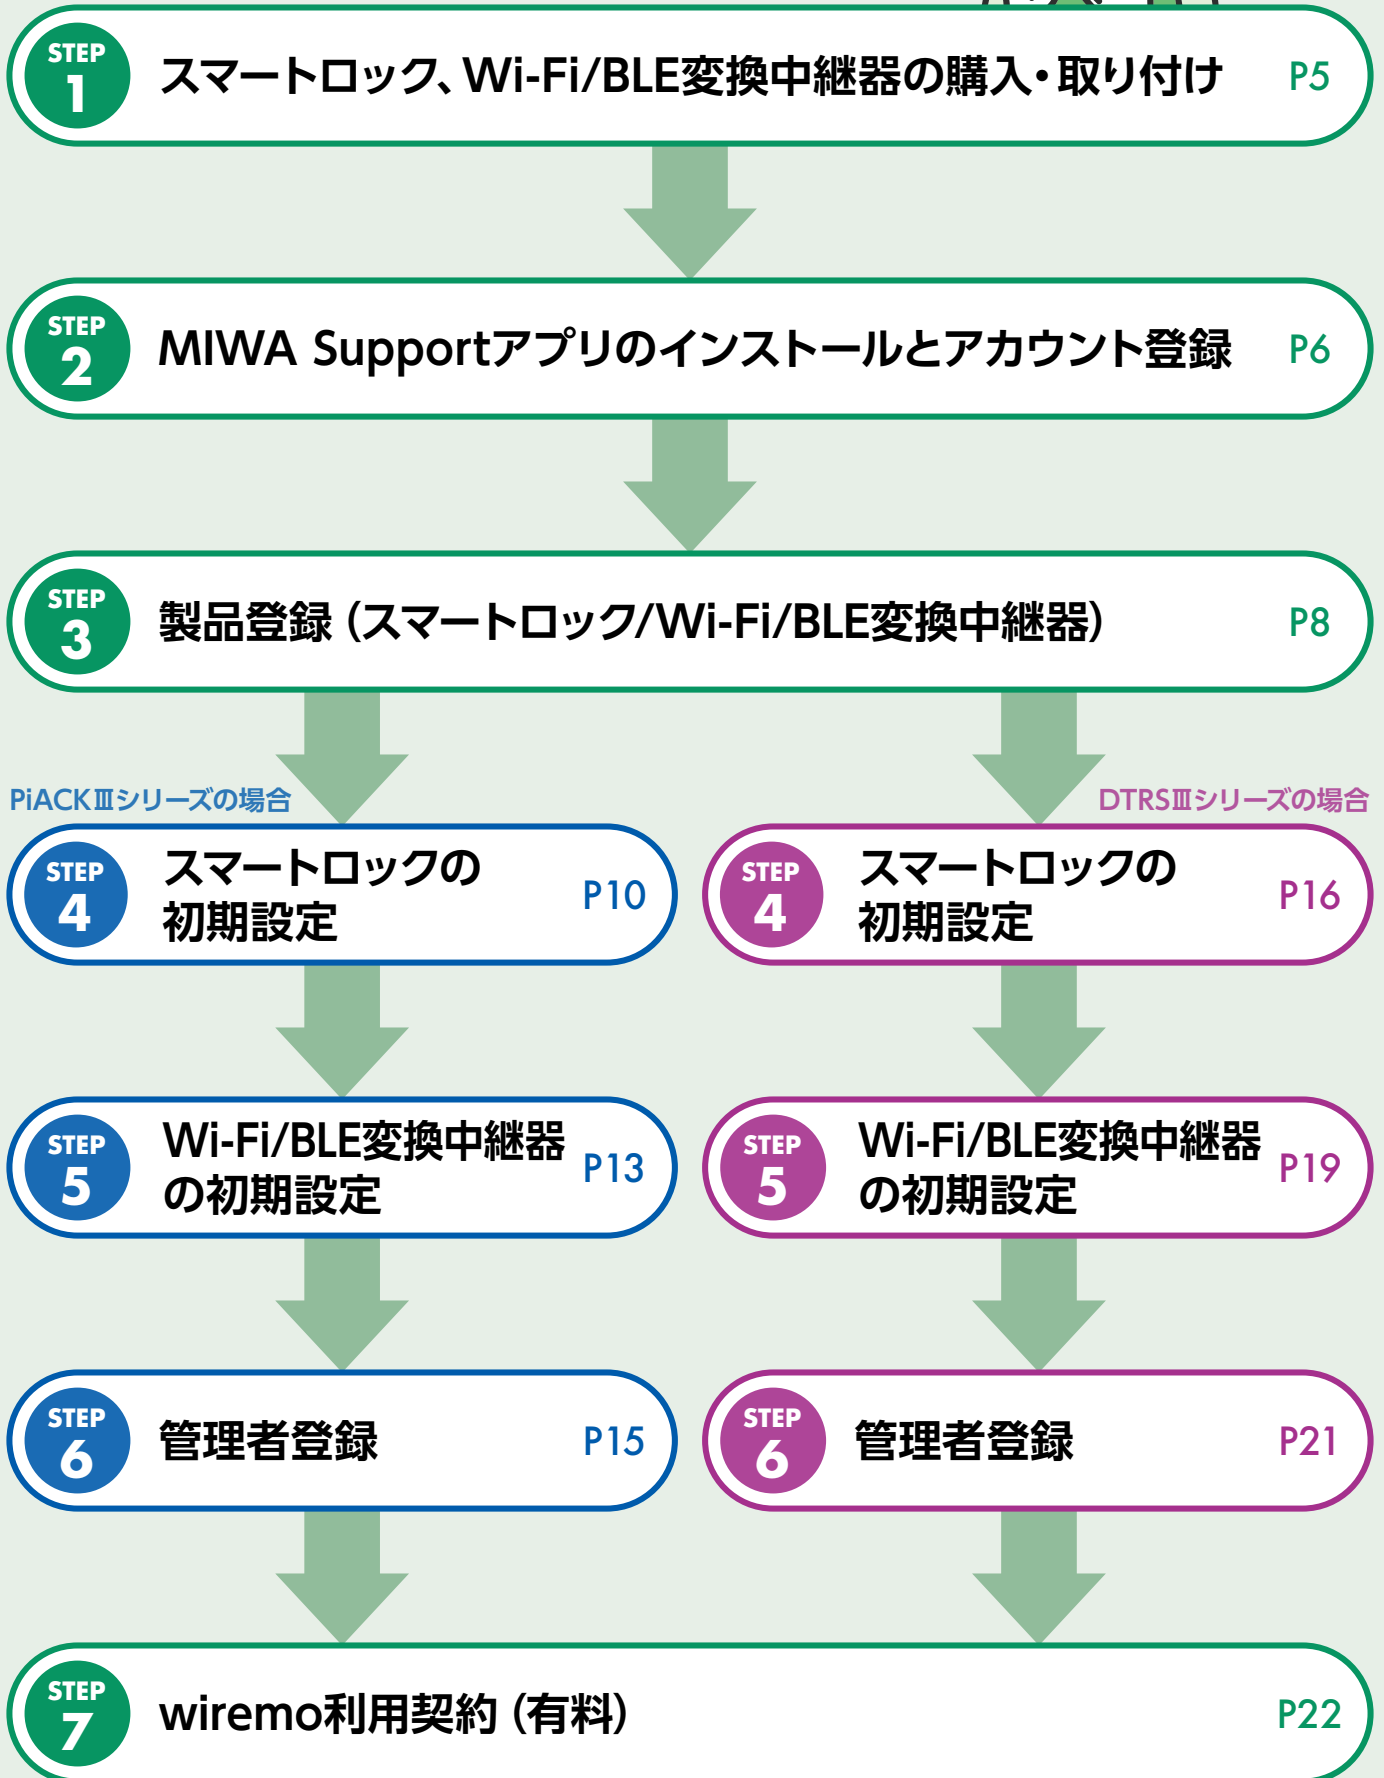 STEP
1
スマートロック、Wi-Fi/BLE変換中継器の購入・取り付け P5
STEP
2
MIWA Supportアプリのインストールとアカウント登録 P6
STEP
3
製品登録（スマートロック/Wi-Fi/BLE変換中継器） P8
PiACKⅢシリーズの場合
STEP
4
スマートロックの
初期設定
P10
STEP
5
Wi-Fi/BLE変換中継器
の初期設定
P13
STEP
6
管理者登録 P15
DTRSⅢシリーズの場合
STEP
4
スマートロックの
初期設定
P16
STEP
5
Wi-Fi/BLE変換中継器
の初期設定
P19
STEP
6
管理者登録 P21
STEP
7
wiremo利用契約（有料） P22